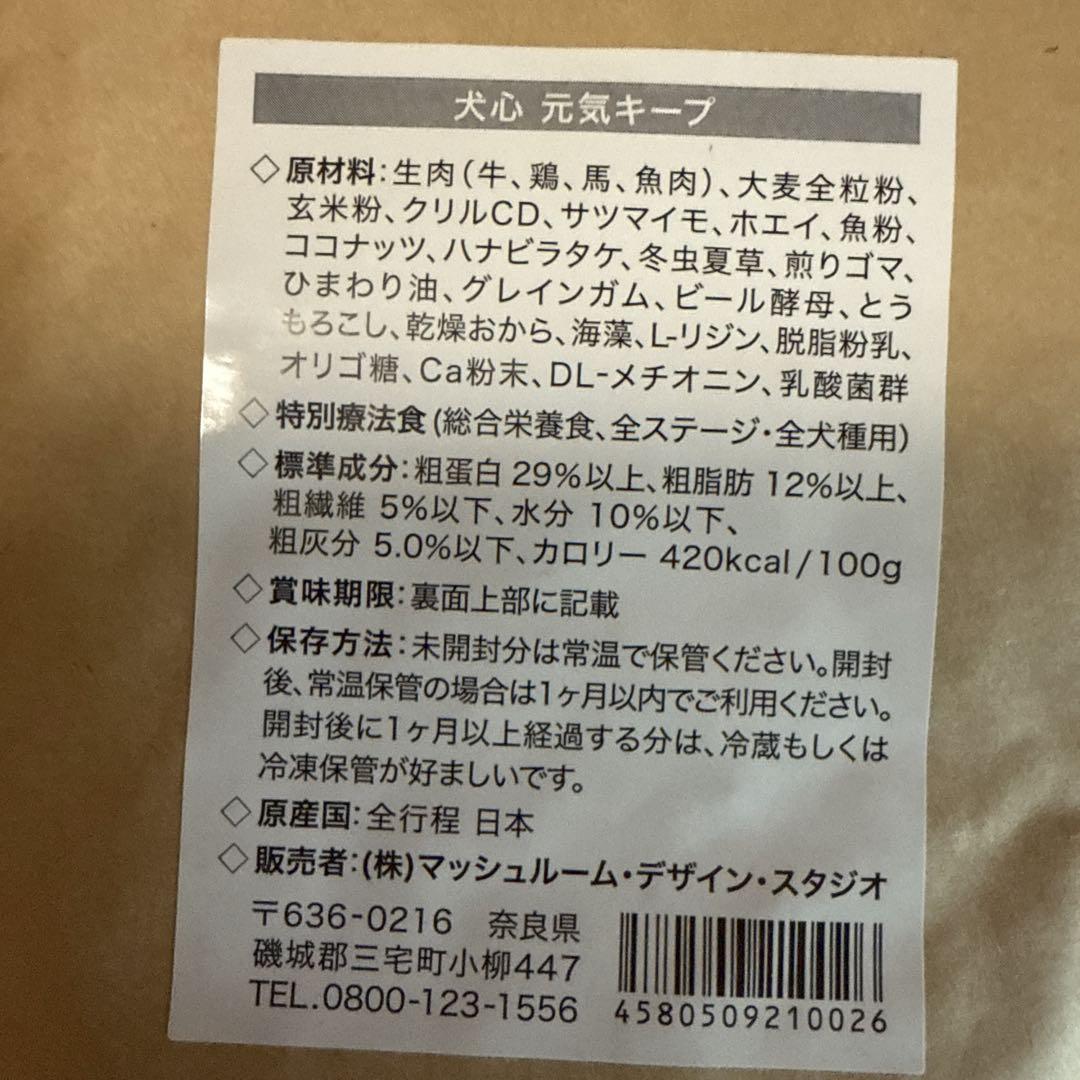 犬心 元気キープ
◇原材料:生肉(牛、鶏、馬、魚肉)、大麦全粒粉、
玄米粉、クリルCD、サツマイモ、ホエイ、魚粉、
ココナッツ、ハナビラタケ、冬虫夏草、煎りゴマ、
ひまわり油、グレインガム、ビール酵母、とう
もろこし、乾燥おから、海藻、L-リジン、脱脂粉乳、
オリゴ糖、Ca粉末、DL-メチオニン、乳酸菌群
◇特別療法食(総合栄養食、全ステージ・全犬種用)
◇標準成分:粗蛋白 29%以上、粗脂肪 12%以上、
粗繊維 5%以下、水分 10%以下、
粗灰分 5.0%以下、カロリー 420kcal/100g
◇賞味期限:裏面上部に記載
◇保存方法:未開封分は常温で保管ください。開封
後、常温保管の場合は1ヶ月以内でご利用ください。
開封後に1ヶ月以上経過する分は、冷蔵もしくは
冷凍保管が好ましいです。
◇原産国:全行程 日本
◇販売者:(株)マッシュルーム・デザイン・スタジオ
〒636-0216 奈良県
磯城郡三宅町小柳447
TEL.0800-123-1556
4580509210026